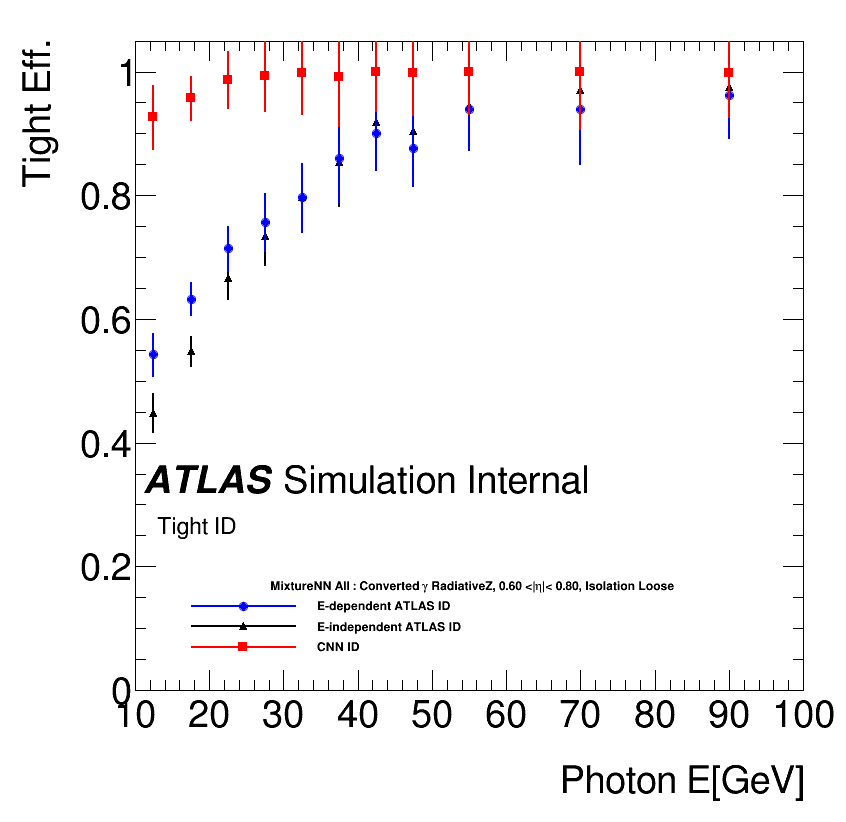 Tight Eff.
1
0.8
0.6
0.4
0.2
0
ATLAS Simulation Internal
Tight ID
MixtureNN All : Converted γ RadiativeZ, 0.60 <|η|< 0.80, Isolation Loose
E-dependent ATLAS ID
E-independent ATLAS ID
CNN ID
10 20 30 40 50 60 70 80 90 100
Photon E[GeV]